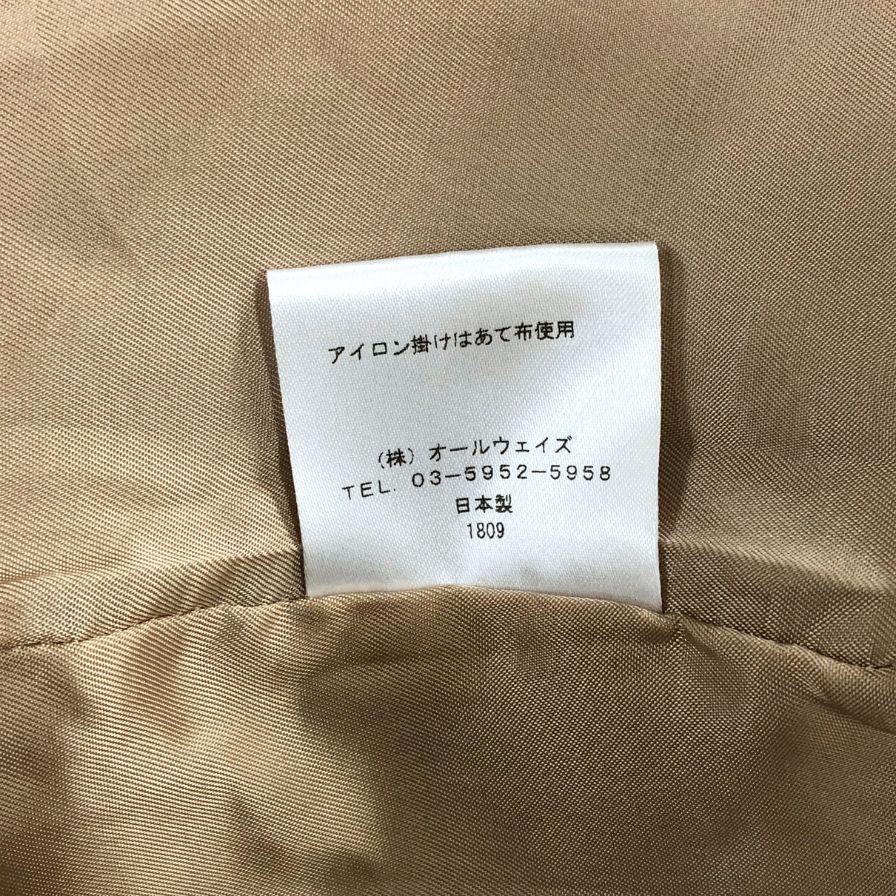 アイロン掛けはあて布使用
（株）オールウェイズ
TEL. 03-5952-5958
日本製
1809